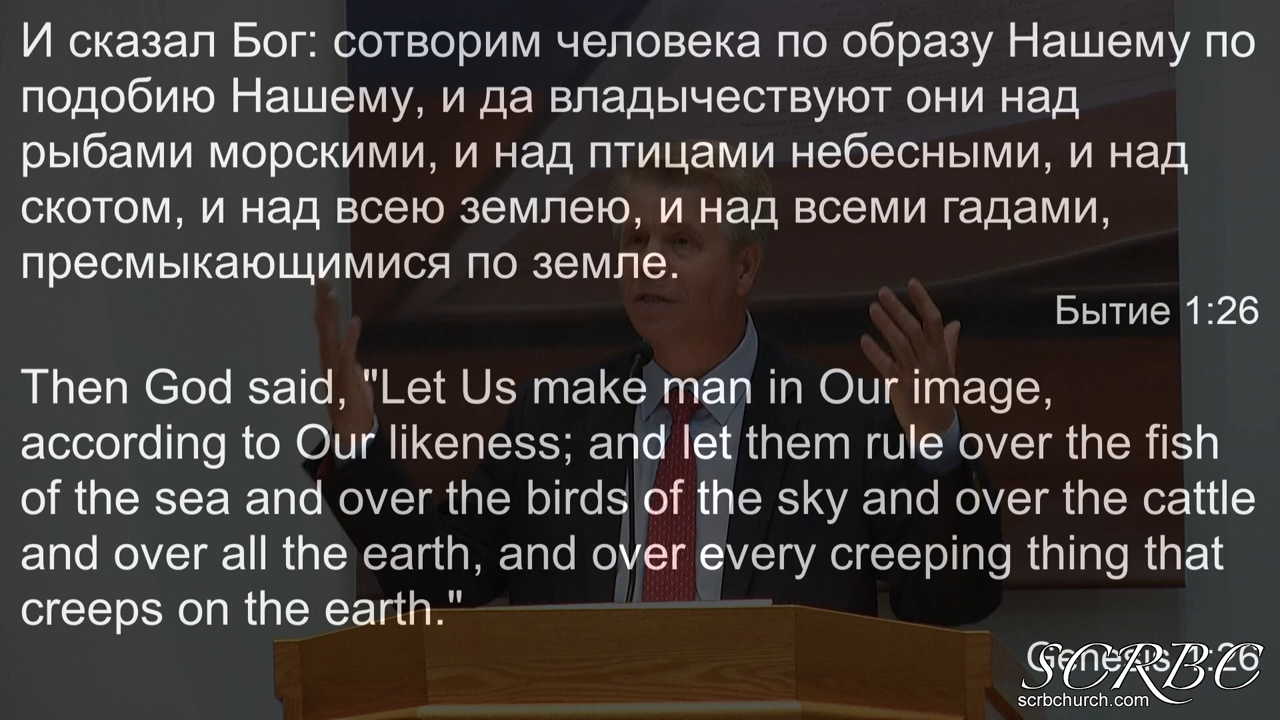 И сказал Бог: сотворим человека по образу Нашему по
подобию Нашему, и да владычествуют они над
рыбами морскими, и над птицами небесными, и над
скотом, и над всею землею, и над всеми гадами,
пресмыкающимися по земле.
Бытие 1:26
Then God said, "Let Us make man in Our image,
according to Our likeness; and let them rule over the fish
of the sea and over the birds of the sky and over the cattle
and over all the earth, and over every creeping thing that
creeps on the earth."
Genesis 1:26
SCRBC
scrbchurch.com